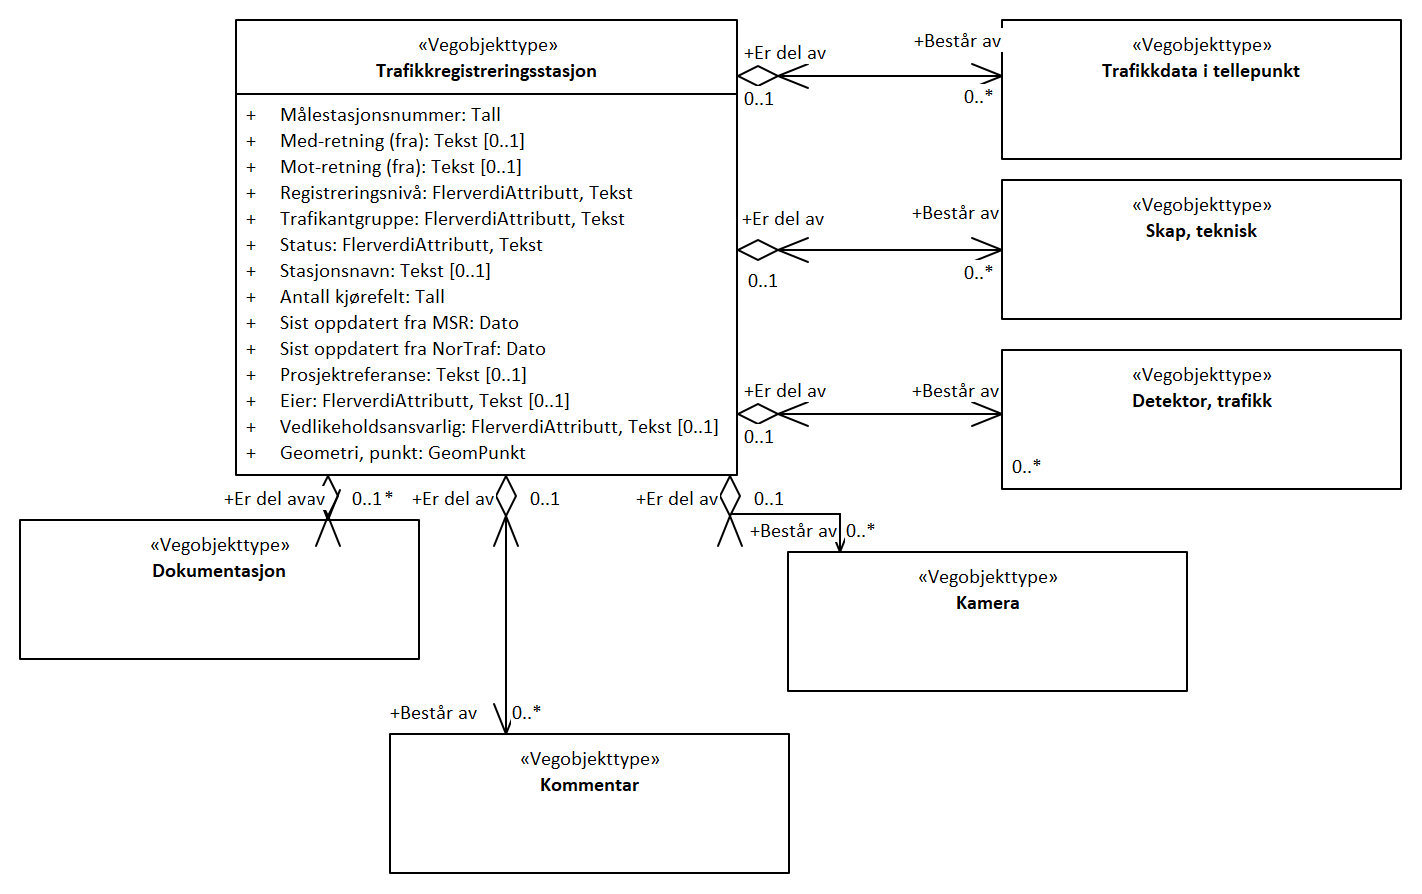 «Vegobjekttype»
Trafikkregistreringsstasjon
+ Målestasjonsnummer: Tall
+ Med-retning (fra): Tekst [0..1]
+ Mot-retning (fra): Tekst [0..1]
+ Registreringsnivå: FlerverdiAttributt, Tekst
+ Trafikantgruppe: FlerverdiAttributt, Tekst
+ Status: FlerverdiAttributt, Tekst
+ Stasjonsnavn: Tekst [0..1]
+ Antall kjørefelt: Tall
+ Sist oppdatert fra MSR: Dato
+ Sist oppdatert fra NorTraf: Dato
+ Prosjektreferanse: Tekst [0..1]
+ Eier: FlerverdiAttributt, Tekst [0..1]
+ Vedlikeholdsansvarlig: FlerverdiAttributt, Tekst [0..1]
+ Geometri, punkt: GeomPunkt
+Er del av
+Består av
0..1
0..*
«Vegobjekttype»
Trafikkdata i tellepunkt
+Er del av
+Består av
0..1
0..*
«Vegobjekttype»
Skap, teknisk
+Er del av
+Består av
0..1
0..*
«Vegobjekttype»
Detektor, trafikk
+Er del avav
0..1 *
«Vegobjekttype»
Dokumentasjon
+Er del av
0..1
+Består av
0..*
«Vegobjekttype»
Kommentar
+Er del av
0..1
+Består av
0..*
«Vegobjekttype»
Kamera